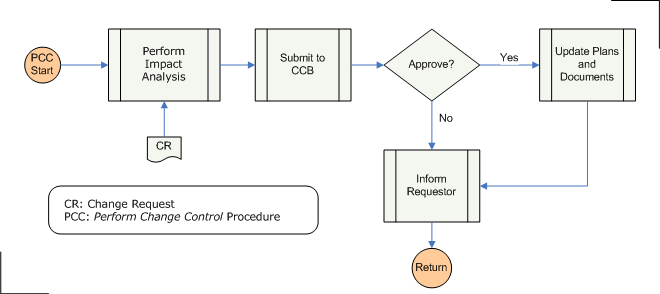 PCC
Start
Perform
Impact
Analysis
Submit to
CCB
Approve?
Yes
Update Plans
and
Documents
No
CR
Inform
Requestor
CR: Change Request
PCC: Perform Change Control Procedure
Return